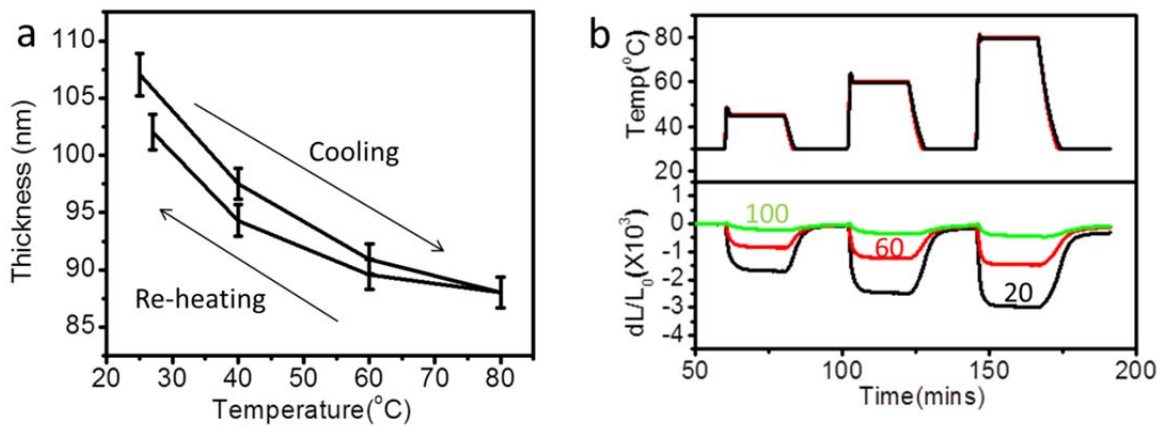 a
110
105
100
95
90
85
Thickness (nm)
Cooling
Re-heating
20 30 40 50 60 70 80
Temperature(°C)
b
80
60
40
20
Temp(⁰C)
1
0
-1
-2
-3
-4
dL/L₀(X10³)
100
60
20
50 100 150 200
Time(mins)